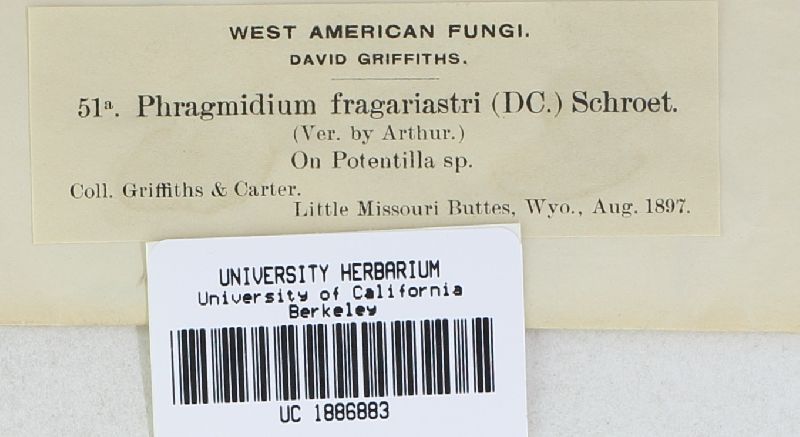 WEST AMERICAN FUNGI.
DAVID GRIFFITHS.
51a. Phragmidium fragariastri (DC.) Schroet.
(Ver. by Arthur.)
On Potentilla sp.
Coll. Griffiths & Carter.
Little Missouri Buttes, Wyo., Aug. 1897.
UNIVERSITY HERBARIUM
University of California
Berkeley
UC 1886883